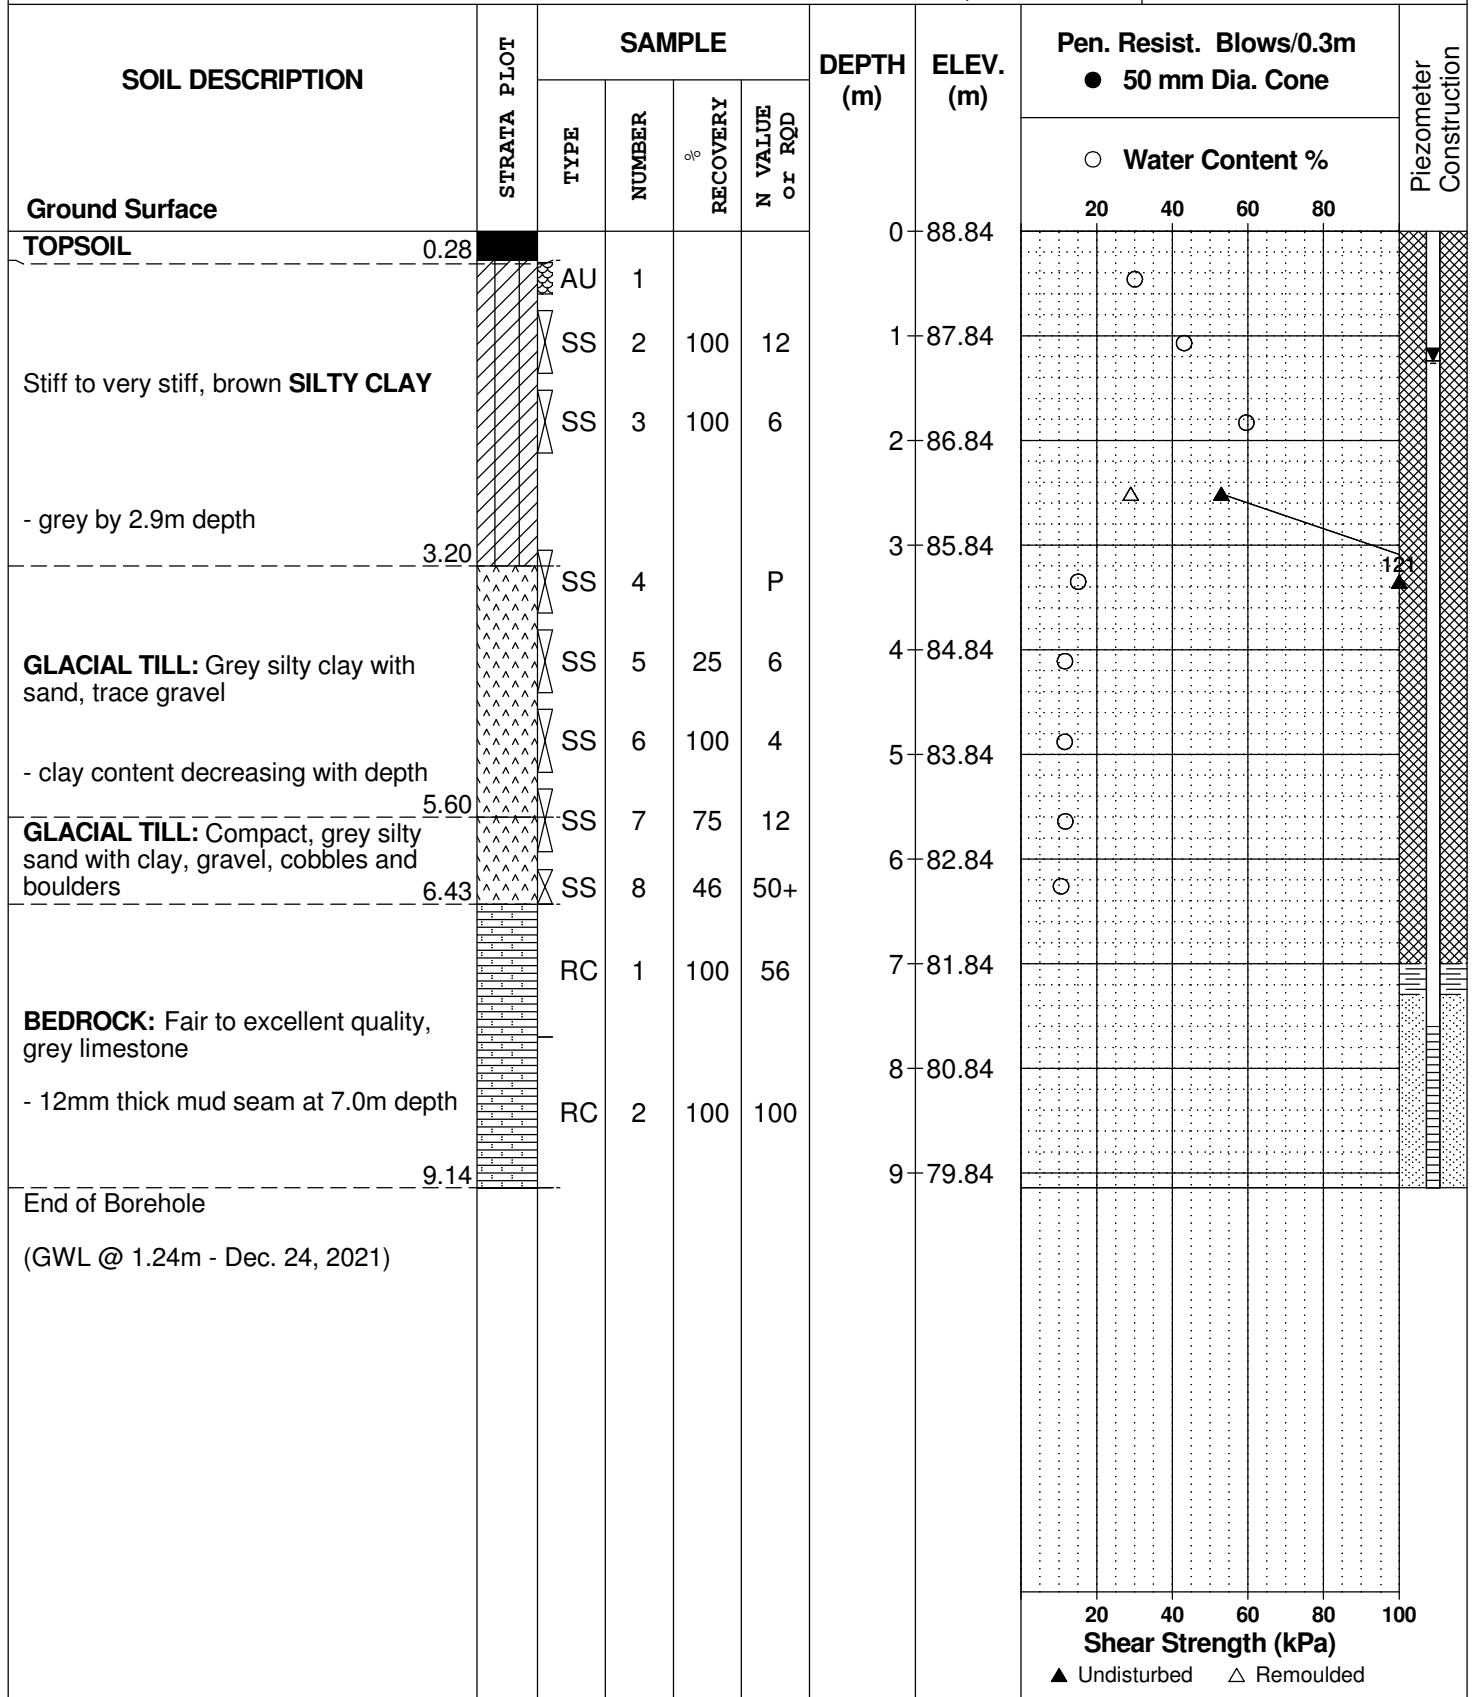 SOIL DESCRIPTION
STRATA PLOT
SAMPLE
TYPE
NUMBER
% RECOVERY
N VALUE or RQD
DEPTH (m)
ELEV. (m)
Pen. Resist. Blows/0.3m
● 50 mm Dia. Cone
○ Water Content %
Piezometer Construction
20 40 60 80
Ground Surface
0 88.84
TOPSOIL 0.28
AU 1
SS 2 100 12
1 87.84
Stiff to very stiff, brown SILTY CLAY
SS 3 100 6
2 86.84
- grey by 2.9m depth
3 85.84
3.20
121
SS 4 P
4 84.84
GLACIAL TILL: Grey silty clay with
sand, trace gravel
SS 5 25 6
SS 6 100 4
5 83.84
- clay content decreasing with depth
5.60
SS 7 75 12
GLACIAL TILL: Compact, grey silty
sand with clay, gravel, cobbles and
boulders 6.43
6 82.84
SS 8 46 50+
7 81.84
RC 1 100 56
BEDROCK: Fair to excellent quality,
grey limestone
8 80.84
- 12mm thick mud seam at 7.0m depth
RC 2 100 100
9 79.84
9.14
End of Borehole
(GWL @ 1.24m - Dec. 24, 2021)
20 40 60 80 100
Shear Strength (kPa)
▲ Undisturbed △ Remoulded